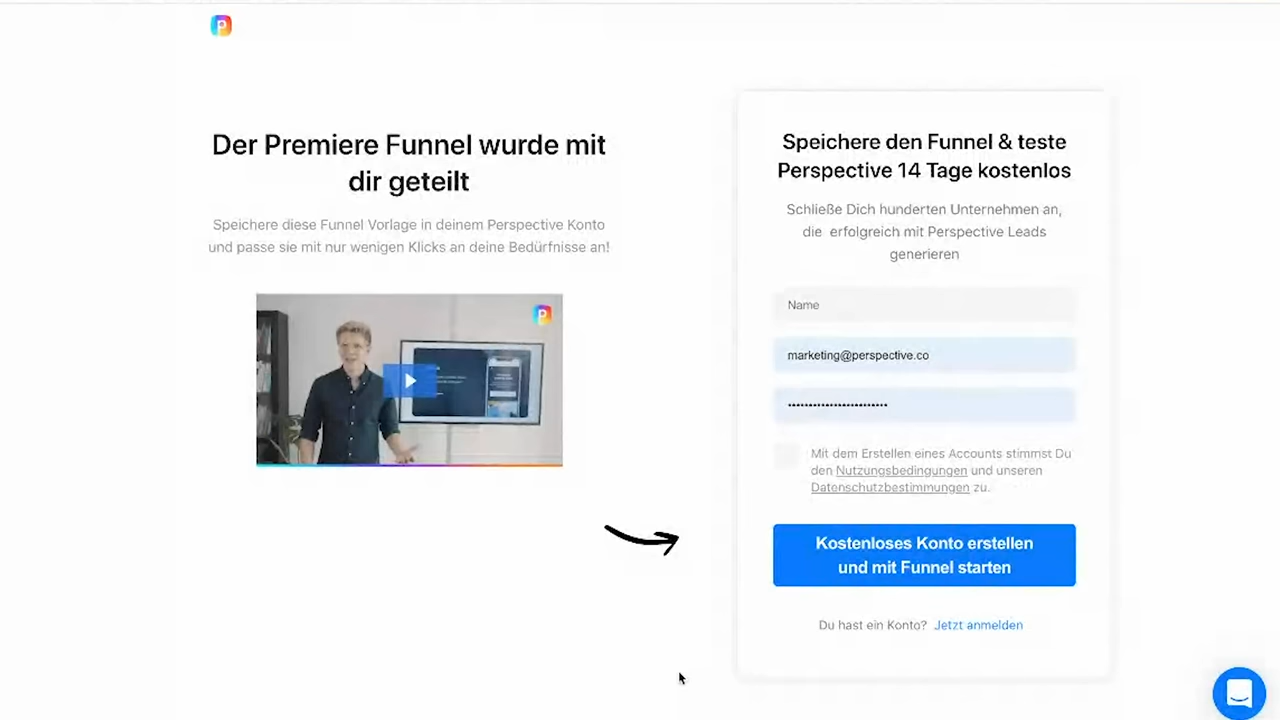 Der Premiere Funnel wurde mit
dir geteilt
Speichere diese Funnel Vorlage in deinem Perspective Konto
und passe sie mit nur wenigen Klicks an deine Bedürfnisse an!
Speichere den Funnel & teste
Perspective 14 Tage kostenlos
Schließe Dich hunderten Unternehmen an,
die erfolgreich mit Perspective Leads
generieren
Name
marketing@perspective.co
Mit dem Erstellen eines Accounts stimmst Du
den Nutzungsbedingungen und unseren
Datenschutzbestimmungen zu.
Kostenloses Konto erstellen
und mit Funnel starten
Du hast ein Konto? Jetzt anmelden